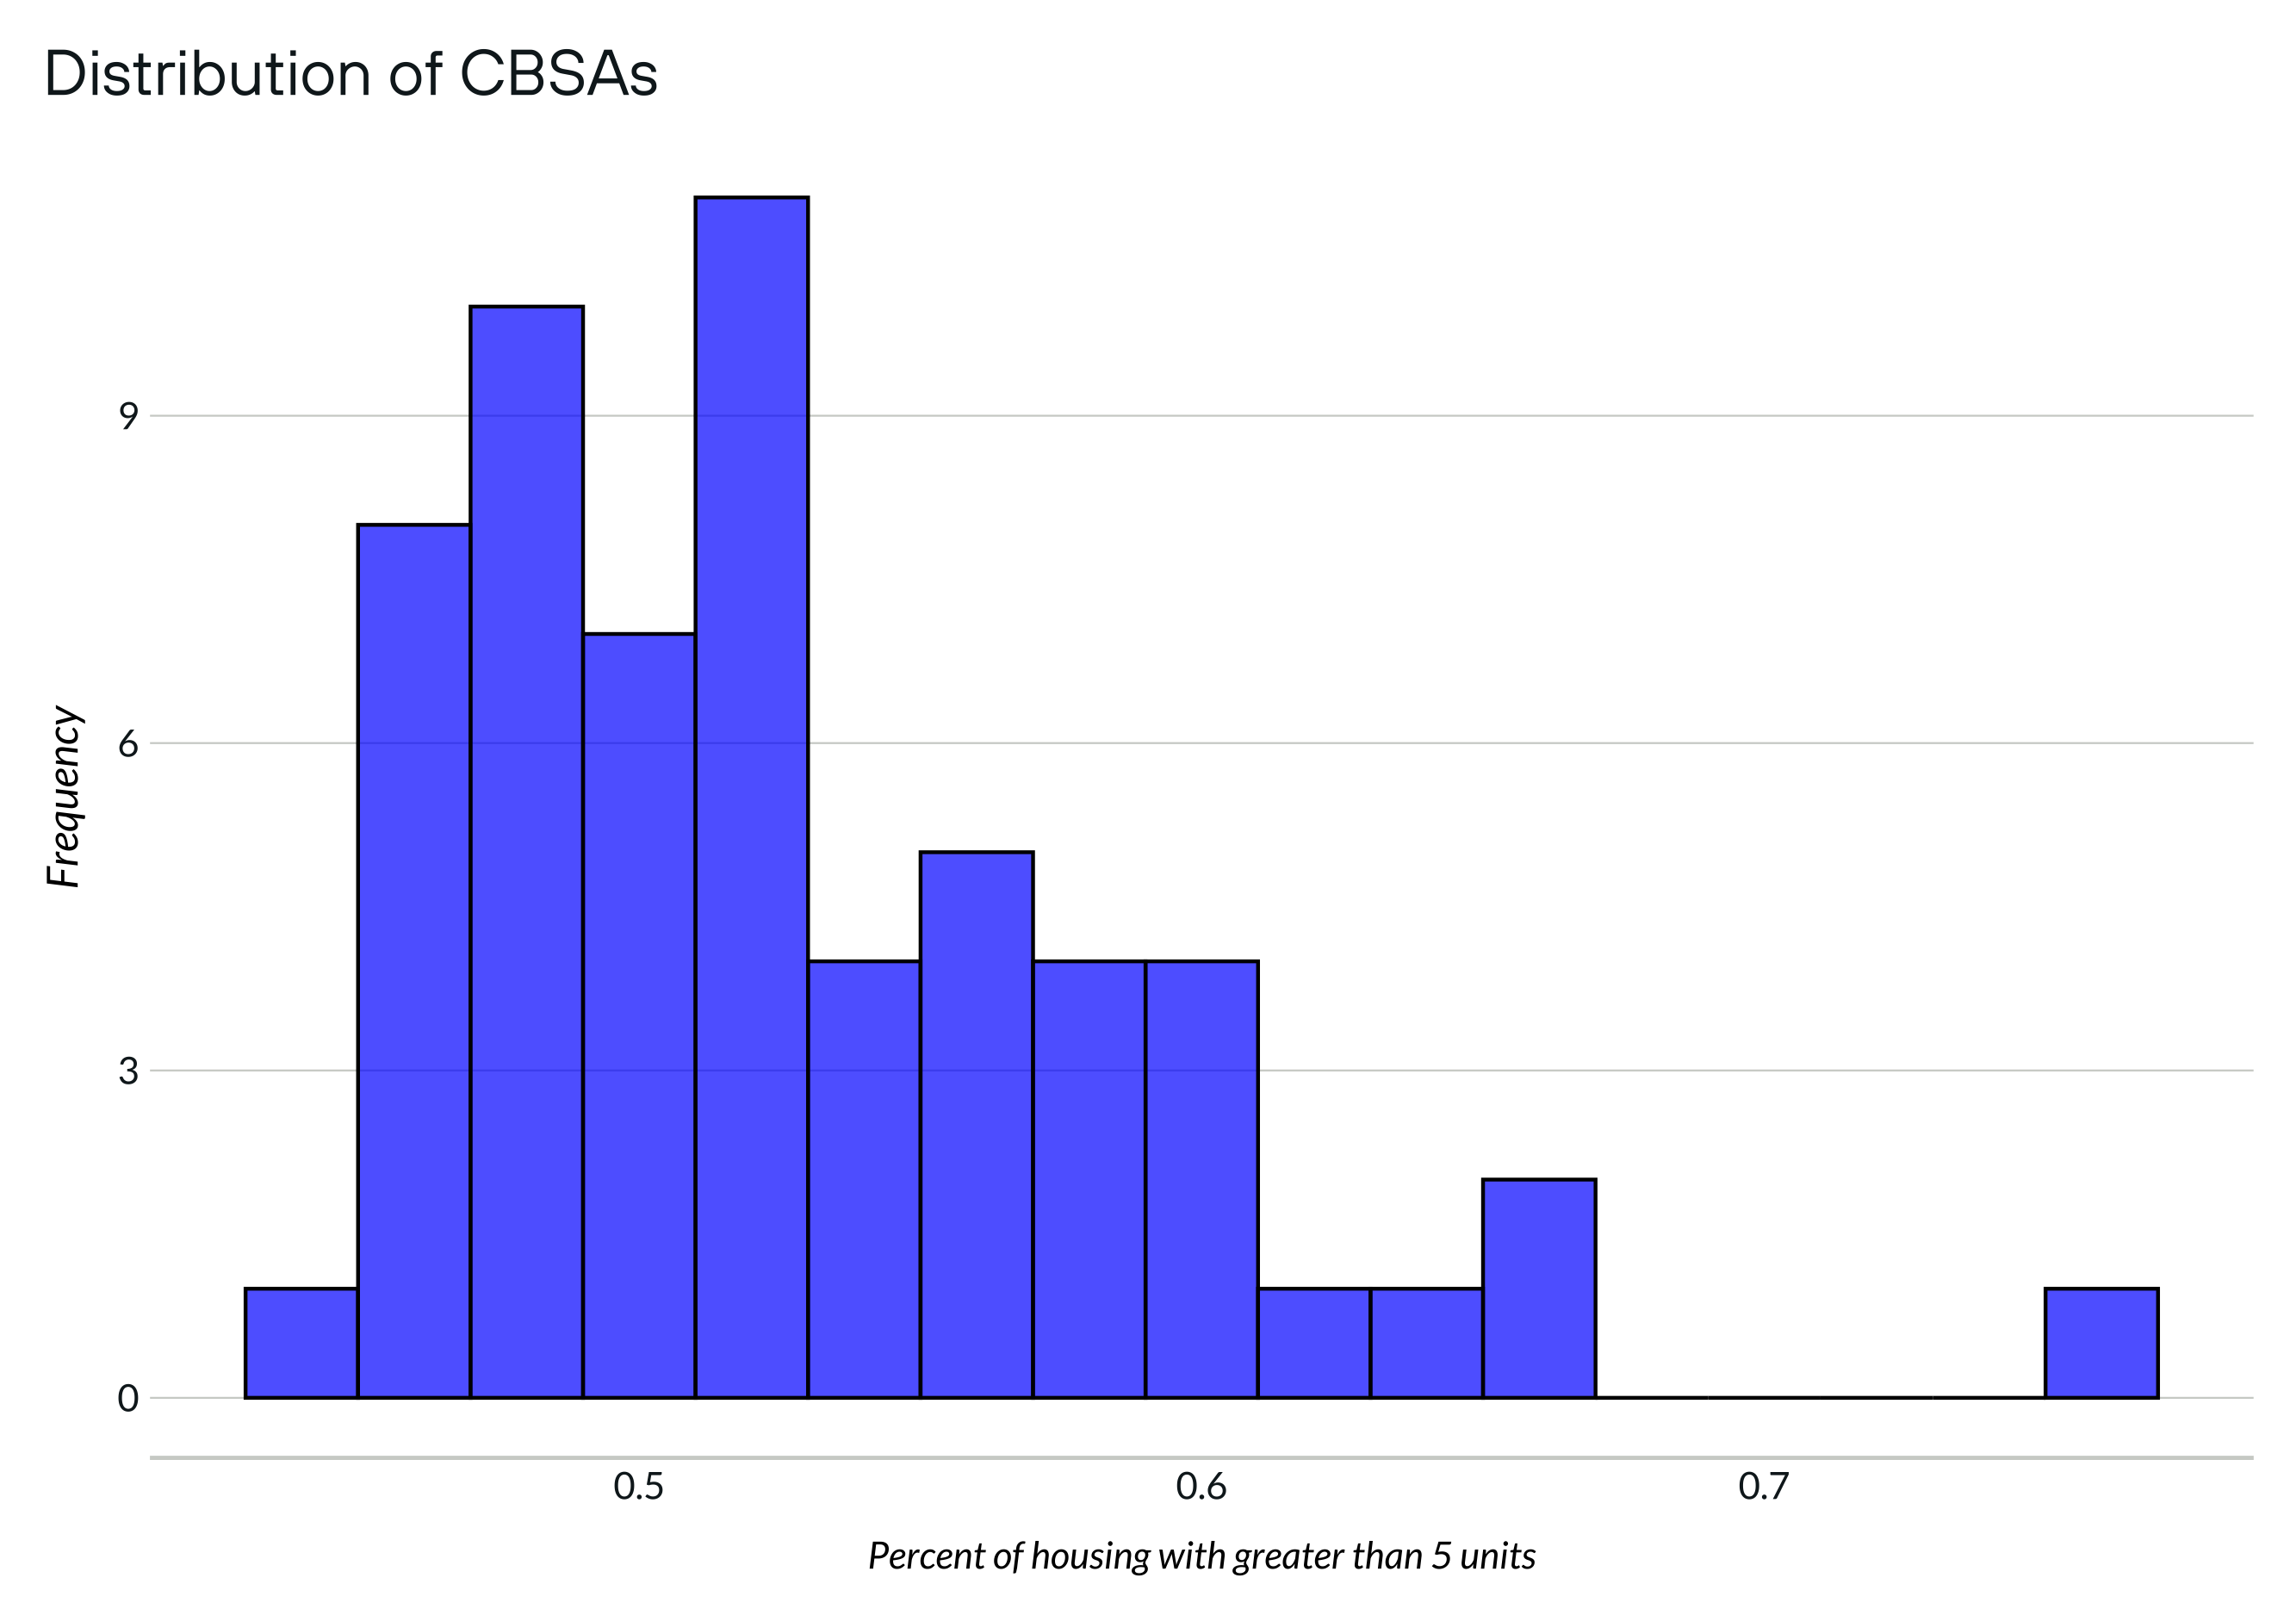 Distribution of CBSAs
9
6
3
0
Frequency
0.5 0.6 0.7
Percent of housing with greater than 5 units